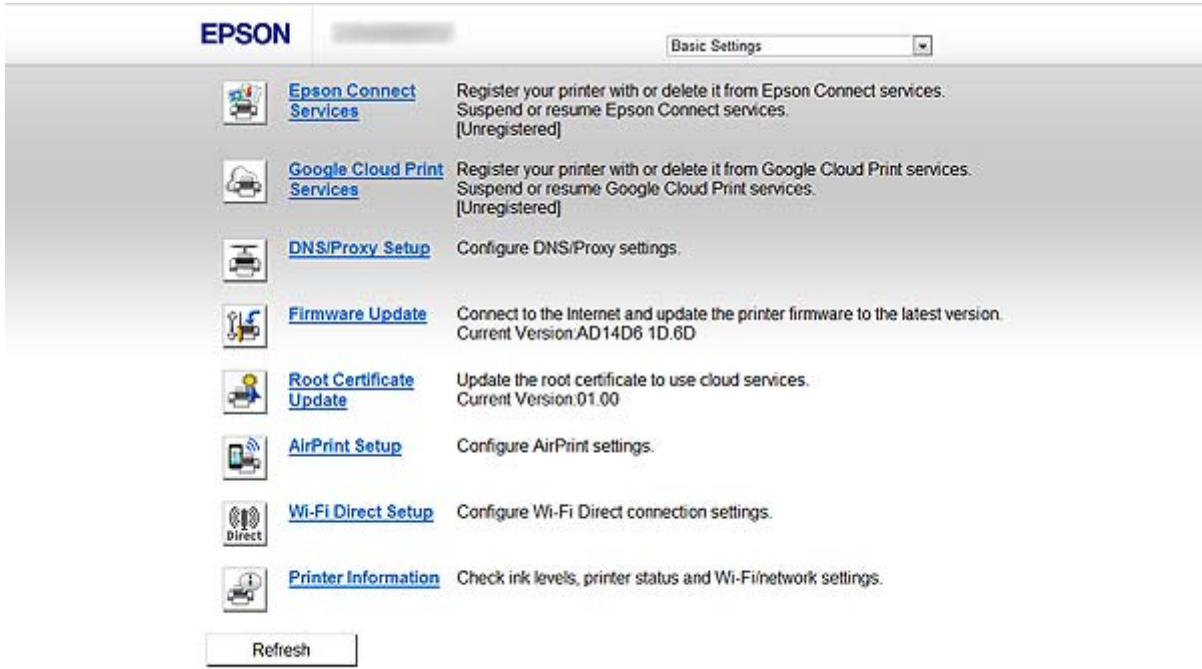 EPSON
Basic Settings
Epson Connect
Services
Register your printer with or delete it from Epson Connect services.
Suspend or resume Epson Connect services.
[Unregistered]
Google Cloud Print
Services
Register your printer with or delete it from Google Cloud Print services.
Suspend or resume Google Cloud Print services.
[Unregistered]
DNS/Proxy Setup
Configure DNS/Proxy settings.
Firmware Update
Connect to the Internet and update the printer firmware to the latest version.
Current Version:AD14D6 1D.6D
Root Certificate
Update
Update the root certificate to use cloud services.
Current Version:01.00
AirPrint Setup
Configure AirPrint settings.
Direct
Wi-Fi Direct Setup
Configure Wi-Fi Direct connection settings.
Printer Information
Check ink levels, printer status and Wi-Fi/network settings.
Refresh